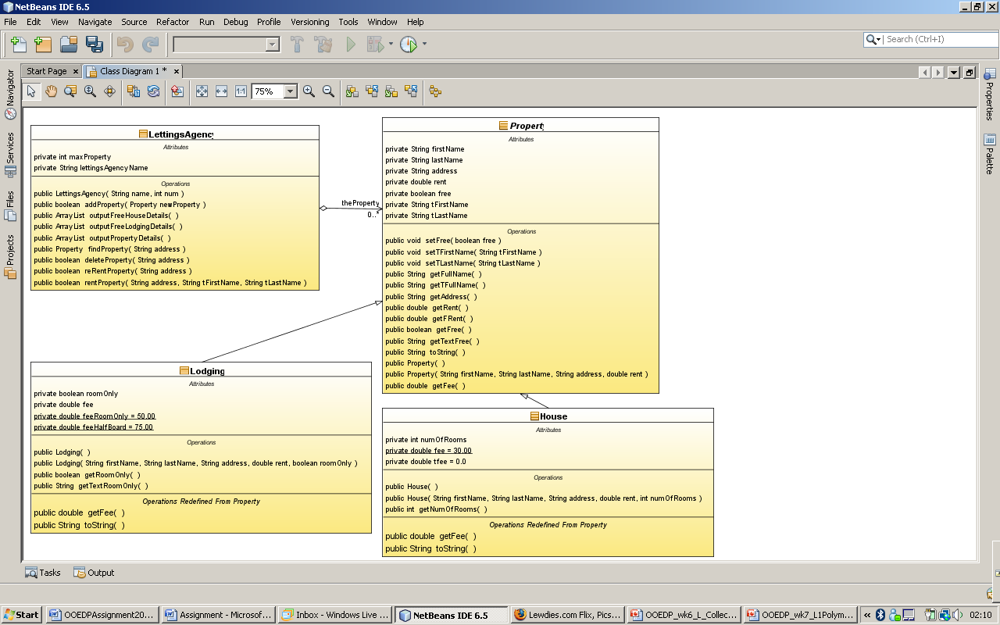 NetBeans IDE 6.5
File Edit View Navigate Source Refactor Run Debug Profile Versioning Tools Window Help
Search (Ctrl+I)
Start Page
Class Diagram 1 *
75%
Navigator
Services
Files
Projects
Properties
Palette
LettingsAgency
Attributes
private int maxProperty
private String lettingsAgencyName
Operations
public LettingsAgency( String name, int num )
public boolean addProperty( Property newProperty )
public ArrayList outputFreeHouseDetails( )
public ArrayList outputFreeLodgingDetails( )
public ArrayList outputPropertyDetails( )
public Property findProperty( String address )
public boolean deleteProperty( String address )
public boolean reRentProperty( String address )
public boolean rentProperty( String address, String tFirstName, String tLastName )
theProperty
0..*
Property
Attributes
private String firstName
private String lastName
private String address
private double rent
private boolean free
private String tFirstName
private String tLastName
Operations
public void setFree( boolean free )
public void setTFirstName( String tFirstName )
public void setTLastName( String tLastName )
public String getFullName( )
public String getTFullName( )
public String getAddress( )
public double getRent( )
public double getFRent( )
public boolean getFree( )
public String getTextFree( )
public String toString( )
public Property( )
public Property( String firstName, String lastName, String address, double rent )
public double getFee( )
Lodging
Attributes
private boolean roomOnly
private double fee
private double feeRoomOnly = 50.00
private double feeHalfBoard = 75.00
Operations
public Lodging( )
public Lodging( String firstName, String lastName, String address, double rent, boolean roomOnly )
public boolean getRoomOnly( )
public String getTextRoomOnly( )
Operations Redefined From Property
public double getFee( )
public String toString( )
House
Attributes
private int numOfRooms
private double fee = 30.00
private double tfee = 0.0
Operations
public House( )
public House( String firstName, String lastName, String address, double rent, int numOfRooms )
public int getNumOfRooms( )
Operations Redefined From Property
public double getFee( )
public String toString( )
Tasks
Output
Start
OOEDPAssignment20...
Assignment - Microsof...
Inbox - Windows Live ...
NetBeans IDE 6.5
Lewdies.com Flix, Pics...
OOEDP_wk6_L_Collec...
OOEDP_wk7_L1Polym...
02:10